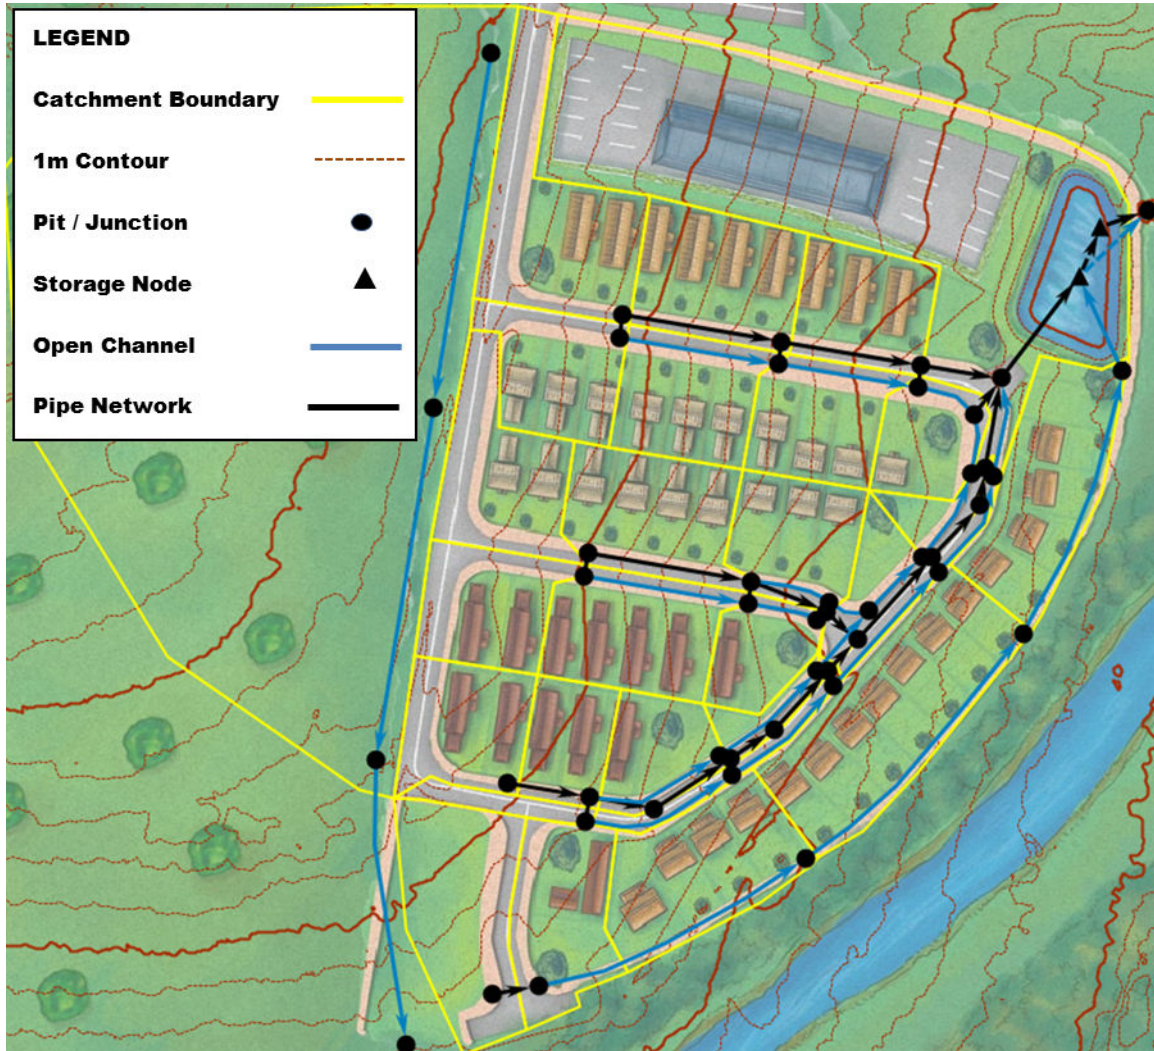 LEGEND
Catchment Boundary
1m Contour
Pit / Junction
Storage Node
Open Channel
Pipe Network